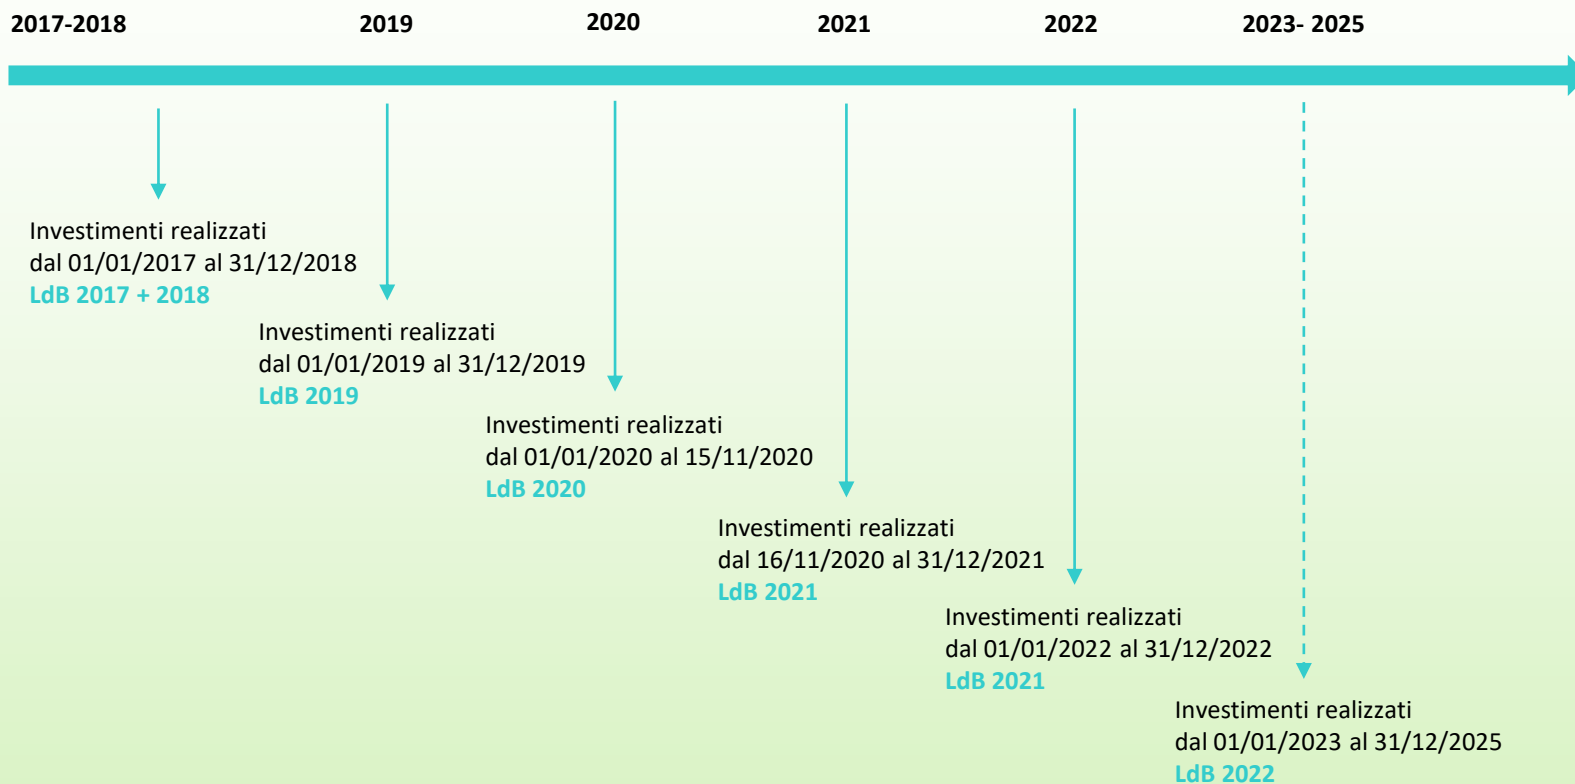 2017-2018
2019
2020
2021
2022
2023- 2025
Investimenti realizzati
dal 01/01/2017 al 31/12/2018
LdB 2017 + 2018
Investimenti realizzati
dal 01/01/2019 al 31/12/2019
LdB 2019
Investimenti realizzati
dal 01/01/2020 al 15/11/2020
LdB 2020
Investimenti realizzati
dal 16/11/2020 al 31/12/2021
LdB 2021
Investimenti realizzati
dal 01/01/2022 al 31/12/2022
LdB 2021
Investimenti realizzati
dal 01/01/2023 al 31/12/2025
LdB 2022